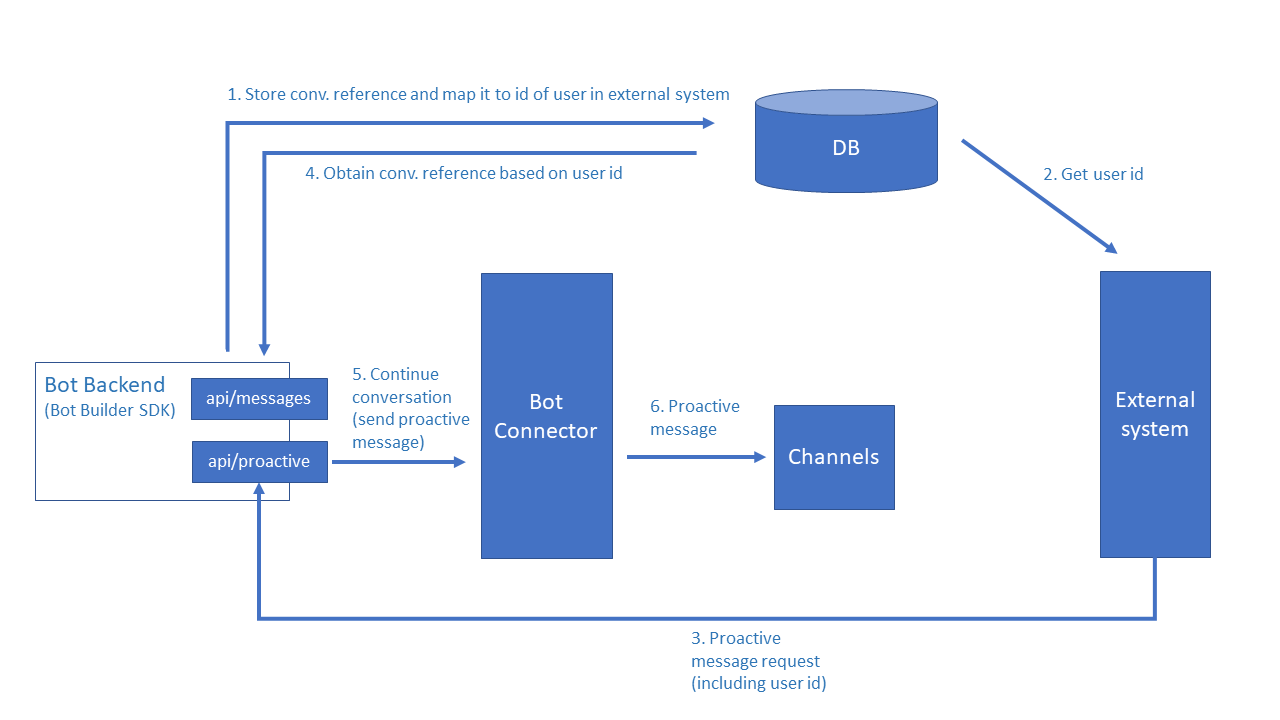 1. Store conv. reference and map it to id of user in external system
DB
4. Obtain conv. reference based on user id
2. Get user id
Bot Backend
(Bot Builder SDK)
api/messages
api/proactive
5. Continue
conversation
(send proactive
message)
Bot
Connector
6. Proactive
message
Channels
External
system
3. Proactive
message request
(including user id)